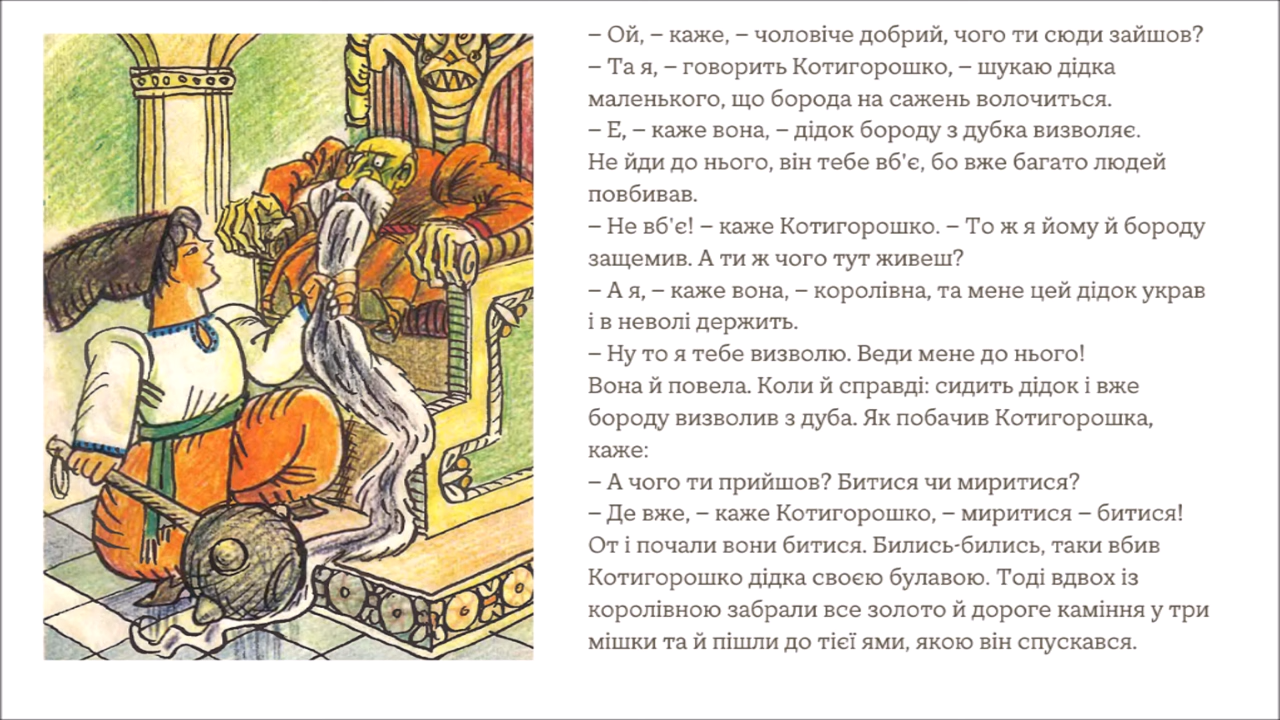 – Ой, – каже, – чоловіче добрий, чого ти сюди зайшов?
– Та я, – говорить Котигорошко, – шукаю дідка
маленького, що борода на сажень волочиться.
– Е, – каже вона, – дідок бороду з дубка визволяє.
Не йди до нього, він тебе вб'є, бо вже багато людей
повбивав.
– Не вб'є! – каже Котигорошко. – То ж я йому й бороду
защемив. А ти ж чого тут живеш?
– А я, – каже вона, – королівна, та мене цей дідок украв
і в неволі держить.
– Ну то я тебе визволю. Веди мене до нього!
Вона й повела. Коли й справді: сидить дідок і вже
бороду визволив з дуба. Як побачив Котигорошка,
каже:
– А чого ти прийшов? Битися чи миритися?
– Де вже, – каже Котигорошко, – миритися – битися!
От і почали вони битися. Бились-бились, таки вбив
Котигорошко дідка своєю булавою. Тоді вдвох із
королівною забрали все золото й дороге каміння у три
мішки та й пішли до тієї ями, якою він спускався.